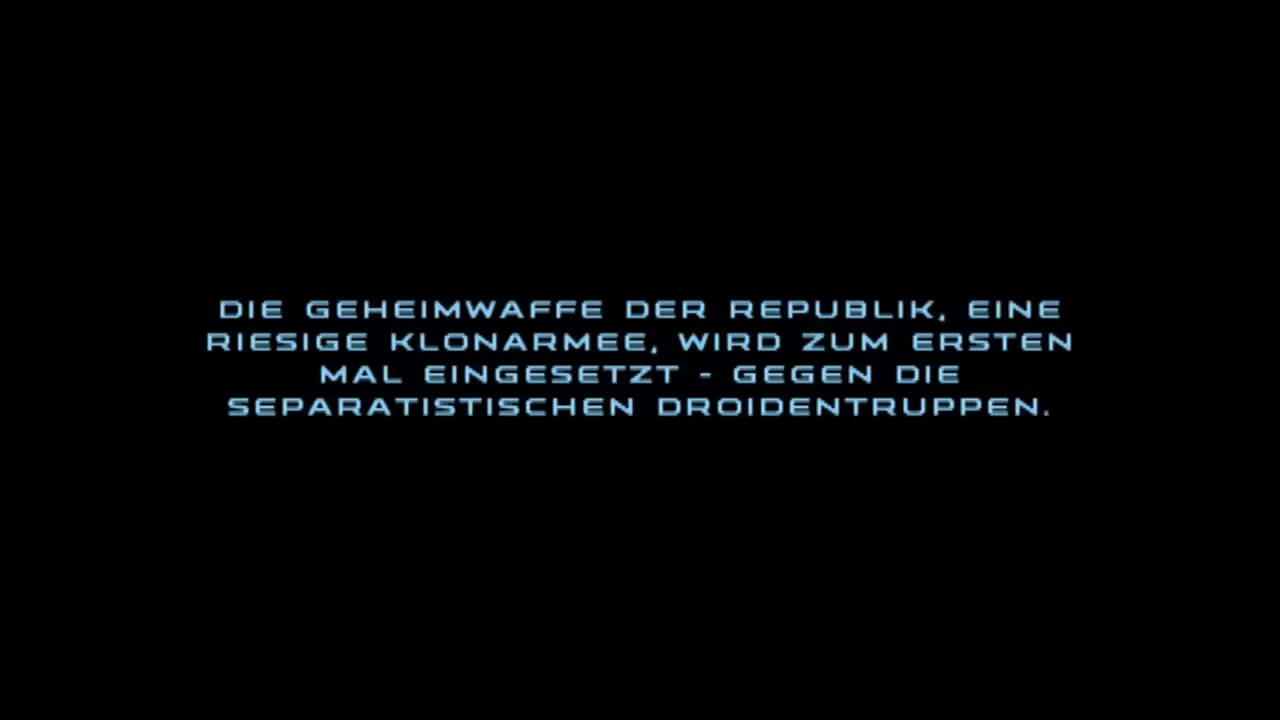 DIE GEHEIMWAFFE DER REPUBLIK, EINE
RIESIGE KLONARMEE, WIRD ZUM ERSTEN
MAL EINGESETZT - GEGEN DIE
SEPARATISTISCHEN DROIDENTRUPPEN.